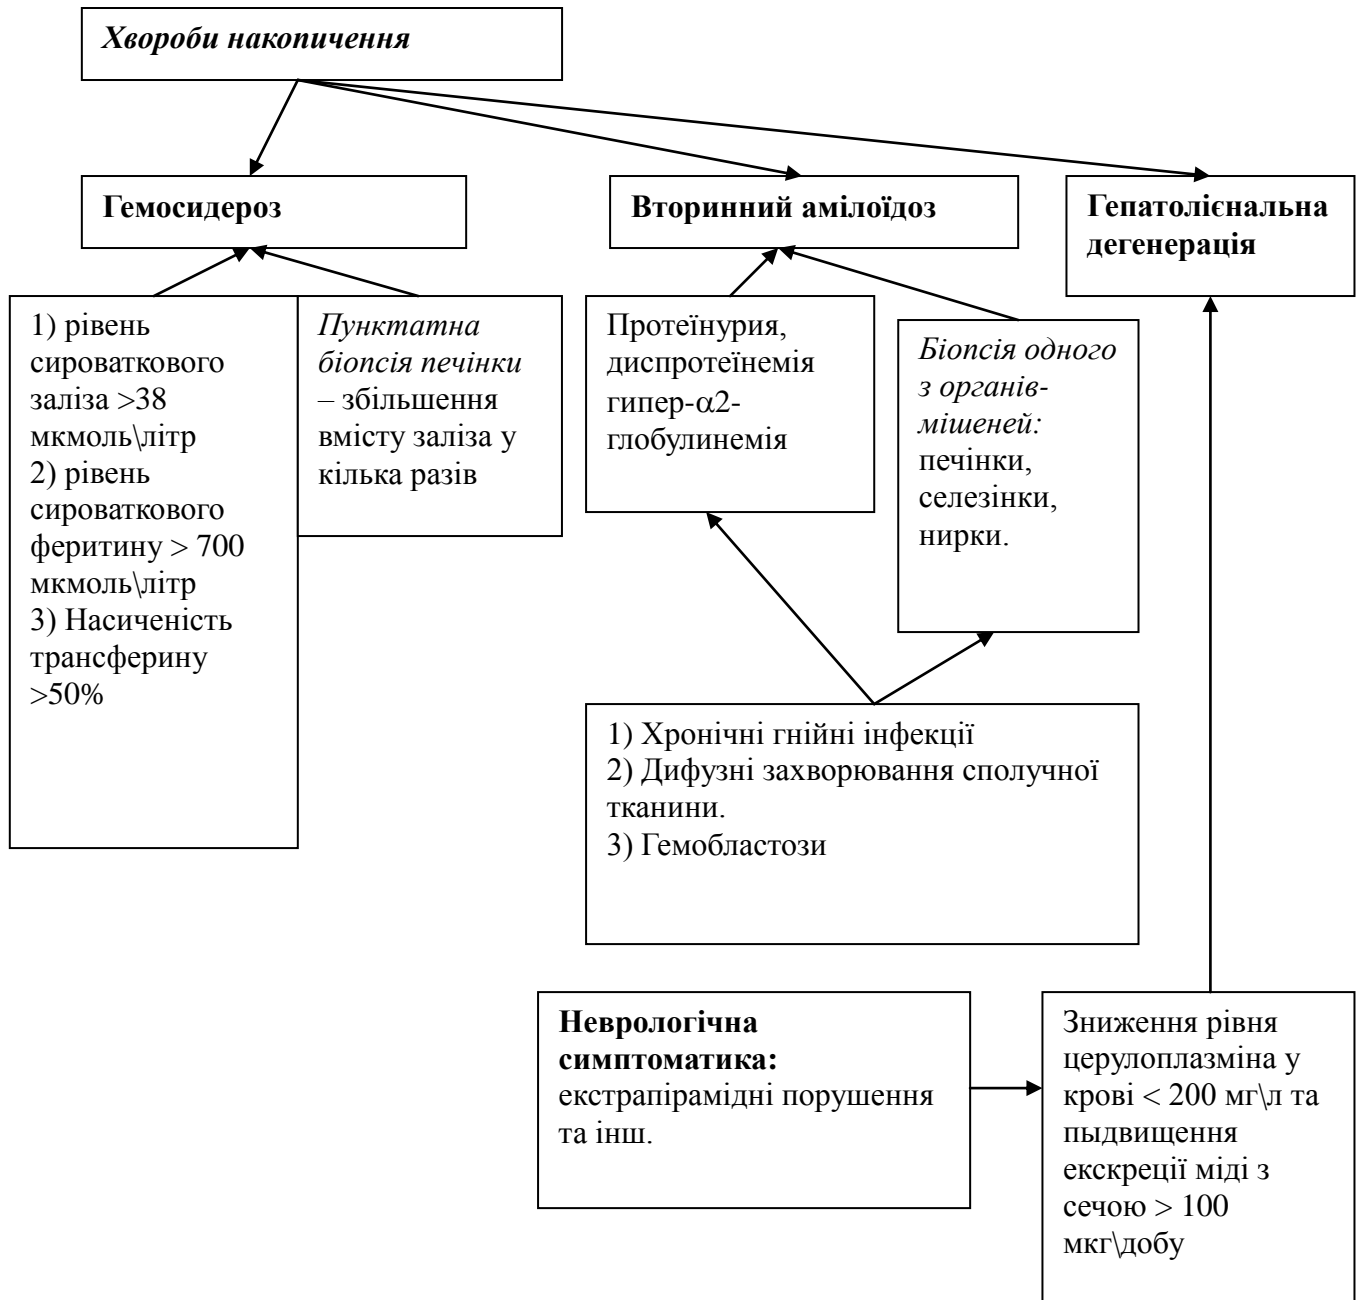 Хвороби накопичення
Гемосидероз
Вторинний амілоїдоз
Гепатолієнальна
дегенерація
1) рівень
сироваткового
заліза >38
мкмоль\літр
2) рівень
сироваткового
феритину > 700
мкмоль\літр
3) Насиченість
трансферину
>50%
Пунктатна
біопсія печінки
– збільшення
вмісту заліза у
кілька разів
Протеїнурия,
диспротеїнемія
гипер-α2-
глобулинемія
Біопсія одного
з органів-
мішеней:
печінки,
селезінки,
нирки.
1) Хронічні гнійні інфекції
2) Дифузні захворювання сполучної
тканини.
3) Гемобластози
Неврологічна
симптоматика:
екстрапірамідні порушення
та інш.
Зниження рівня
церулоплазміна у
крові < 200 мг\л та
пыдвищення
екскреції міді з
сечою > 100
мкг\добу